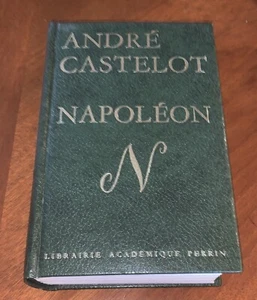 ANDRÉ
CASTELOT
NAPOLÉON
N
LIBRAIRIE ACADÉMIQUE PERRIN